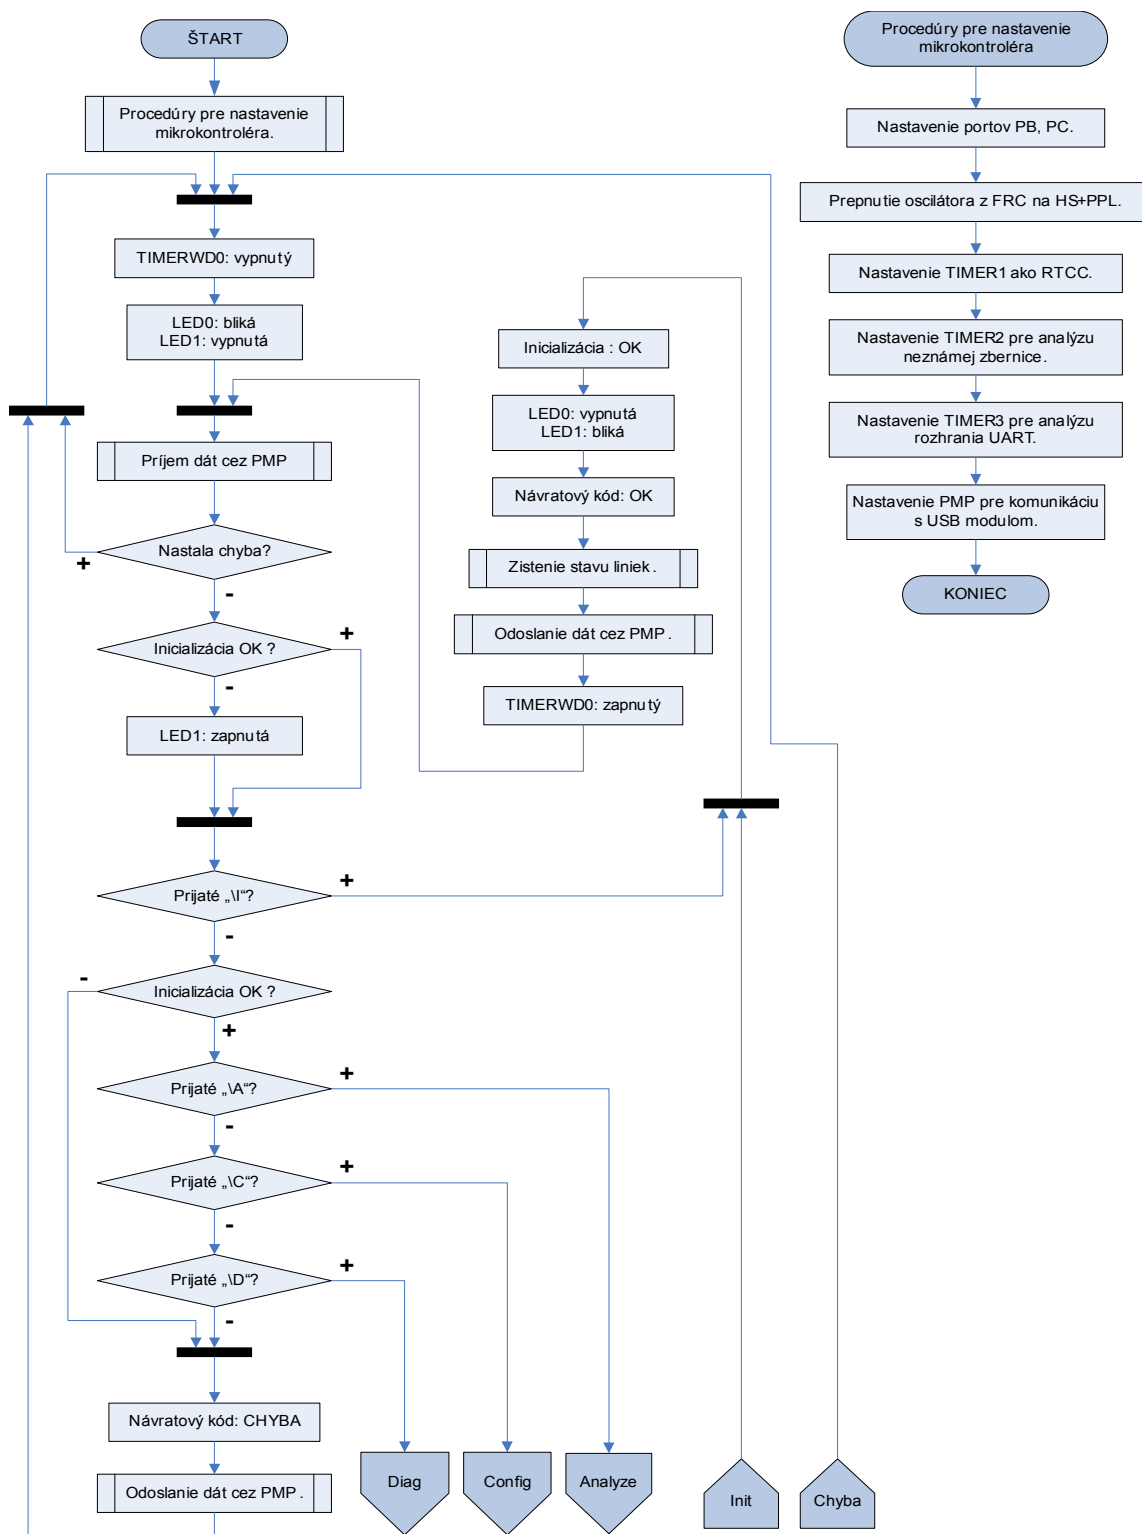 ŠTART
Procedúry pre nastavenie
mikrokontroléra.
TIMERWD0: vypnutý
LED0: bliká
LED1: vypnutá
Príjem dát cez PMP
Nastala chyba?
+
-
Inicializácia OK ?
+
-
LED1: zapnutá
Prijaté „\I“?
+
-
Inicializácia OK ?
-
+
Prijaté „\A“?
+
-
Prijaté „\C“?
+
-
Prijaté „\D“?
+
-
Návratový kód: CHYBA
Odoslanie dát cez PMP .
Inicializácia : OK
LED0: vypnutá
LED1: bliká
Návratový kód: OK
Zistenie stavu liniek .
Odoslanie dát cez PMP .
TIMERWD0: zapnutý
Diag
Config
Analyze
Init
Chyba
Procedúry pre nastavenie
mikrokontroléra
Nastavenie portov PB, PC.
Prepnutie oscilátora z FRC na HS+PPL.
Nastavenie TIMER1 ako RTCC.
Nastavenie TIMER2 pre analýzu
neznámej zbernice.
Nastavenie TIMER3 pre analýzu
rozhrania UART.
Nastavenie PMP pre komunikáciu
s USB modulom.
KONIEC